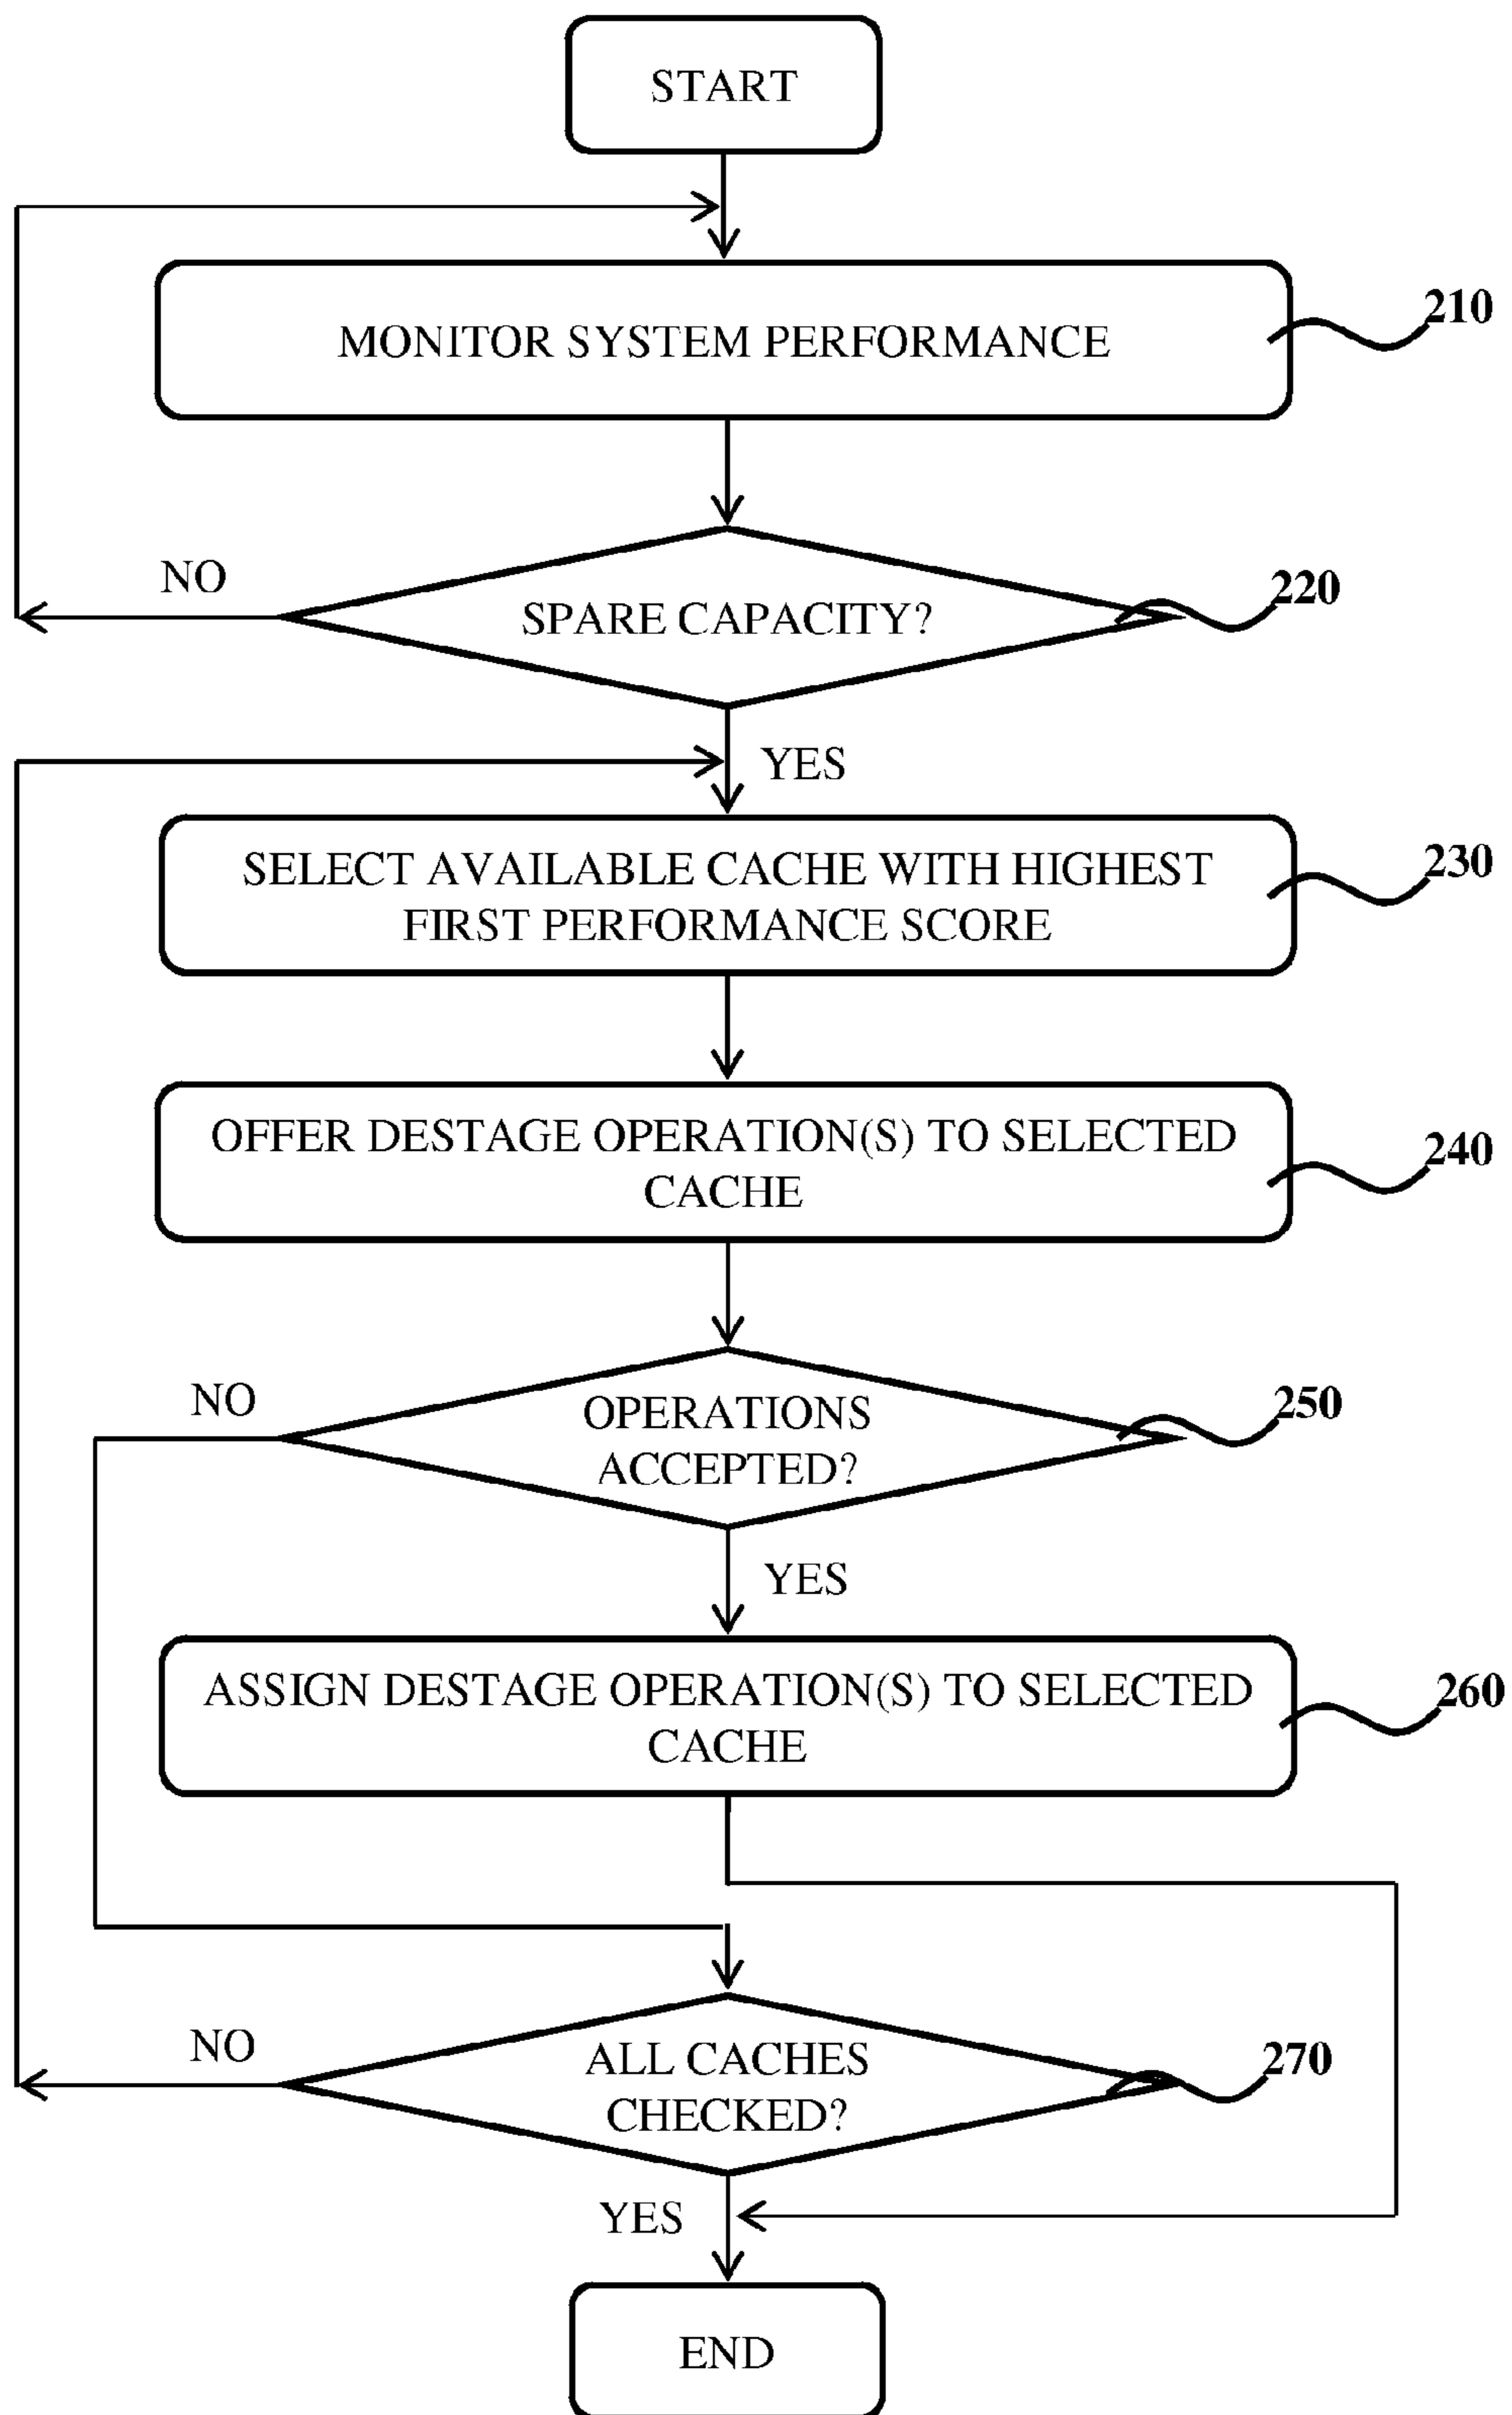 START
MONITOR SYSTEM PERFORMANCE
210
NO
SPARE CAPACITY?
220
YES
SELECT AVAILABLE CACHE WITH HIGHEST
FIRST PERFORMANCE SCORE
230
OFFER DESTAGE OPERATION(S) TO SELECTED
CACHE
240
NO
OPERATIONS
ACCEPTED?
250
YES
ASSIGN DESTAGE OPERATION(S) TO SELECTED
CACHE
260
NO
ALL CACHES
CHECKED?
270
YES
END